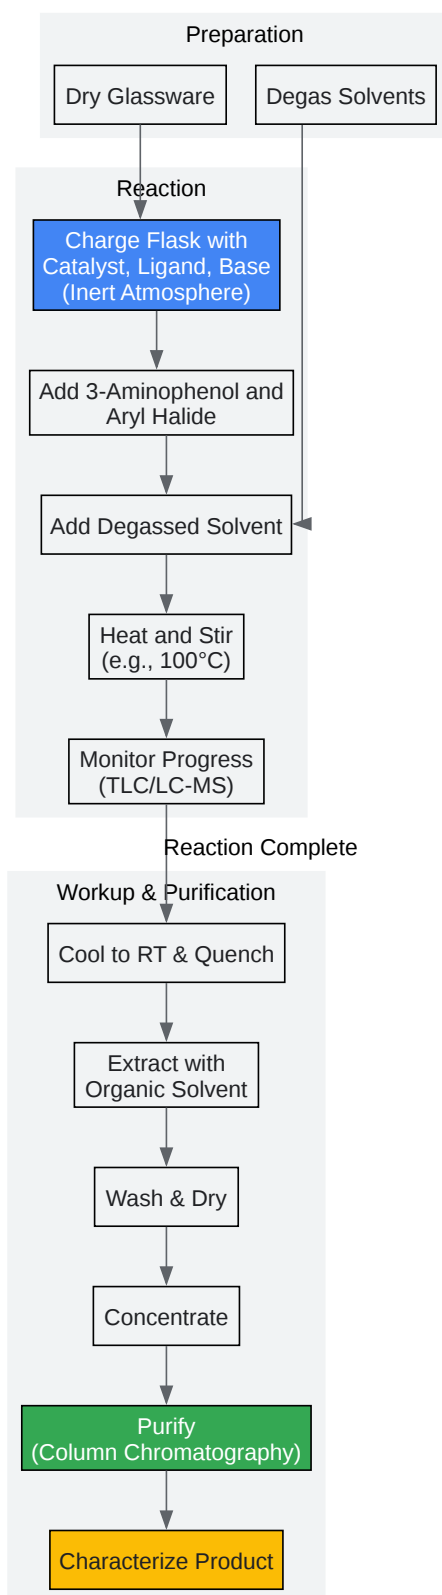 Preparation
Dry Glassware
Degas Solvents
Reaction
Charge Flask with
Catalyst, Ligand, Base
(Inert Atmosphere)
Add 3-Aminophenol and
Aryl Halide
Add Degassed Solvent
Heat and Stir
(e.g., 100°C)
Monitor Progress
(TLC/LC-MS)
Reaction Complete
Workup & Purification
Cool to RT & Quench
Extract with
Organic Solvent
Wash & Dry
Concentrate
Purify
(Column Chromatography)
Characterize Product